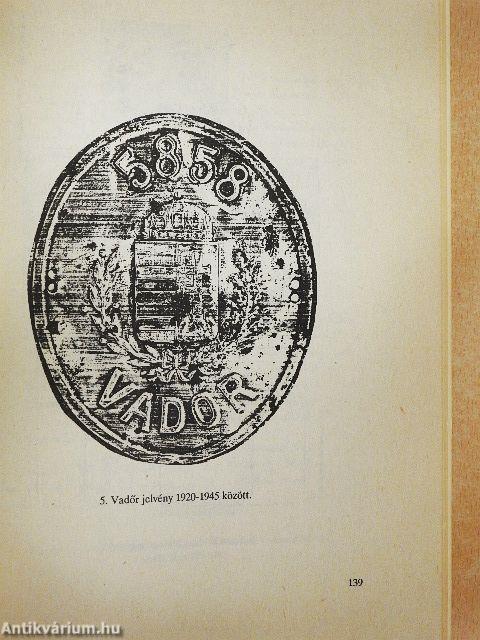 5858
VADŐR
5. Vadőr jelvény 1920-1945 között.
139
Antikvárium.hu